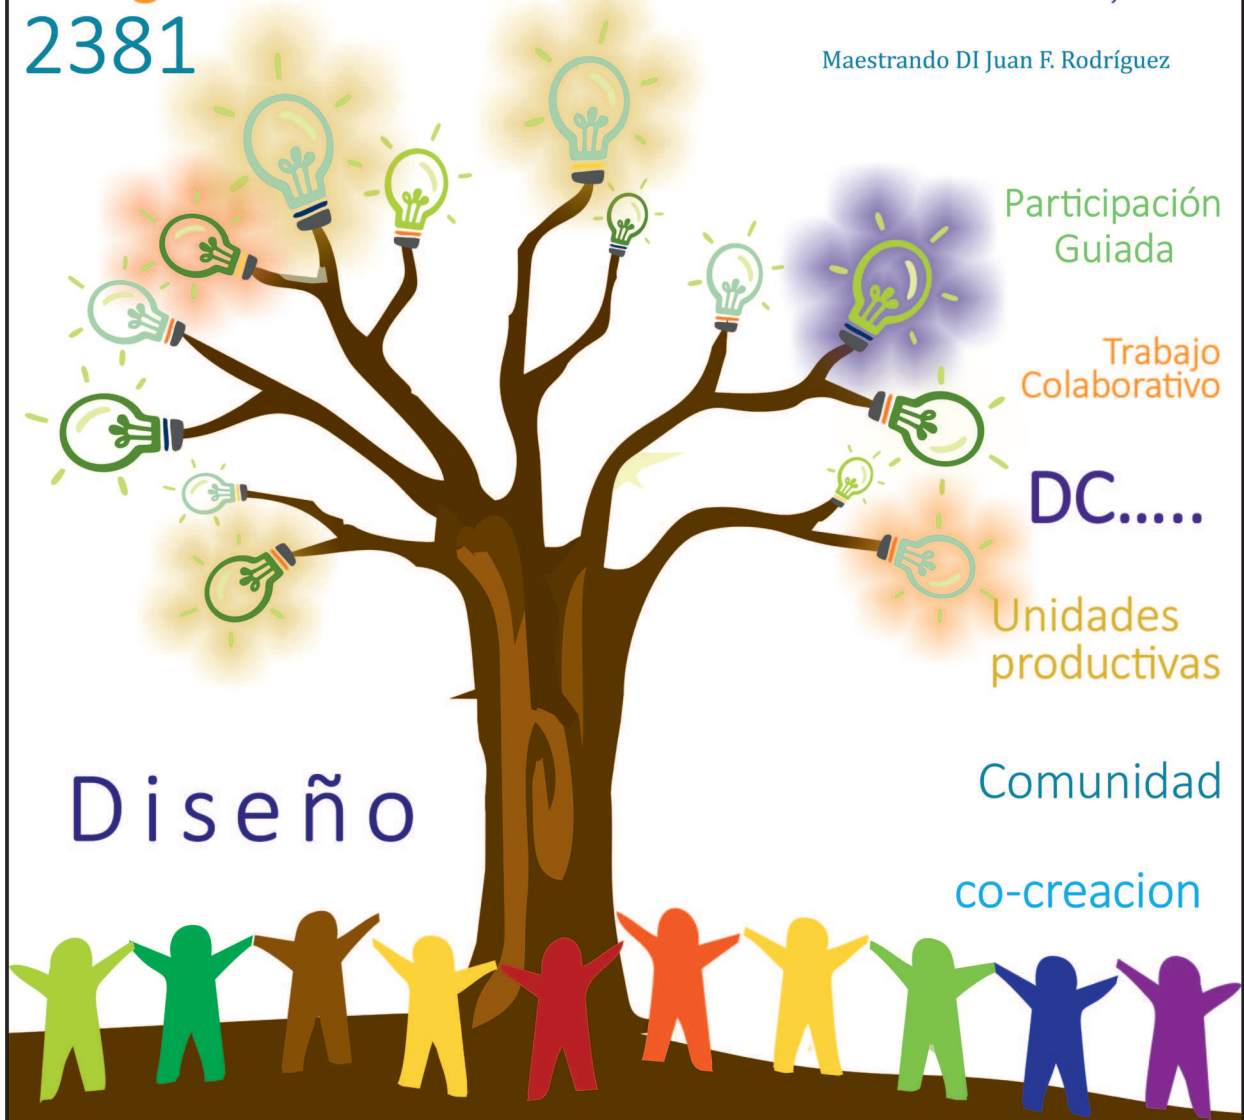 2381
Maestrando DI Juan F. Rodríguez
Participación
Guiada
Trabajo
Colaborativo
DC.....
Unidades
productivas
Diseño
Comunidad
co-creacion